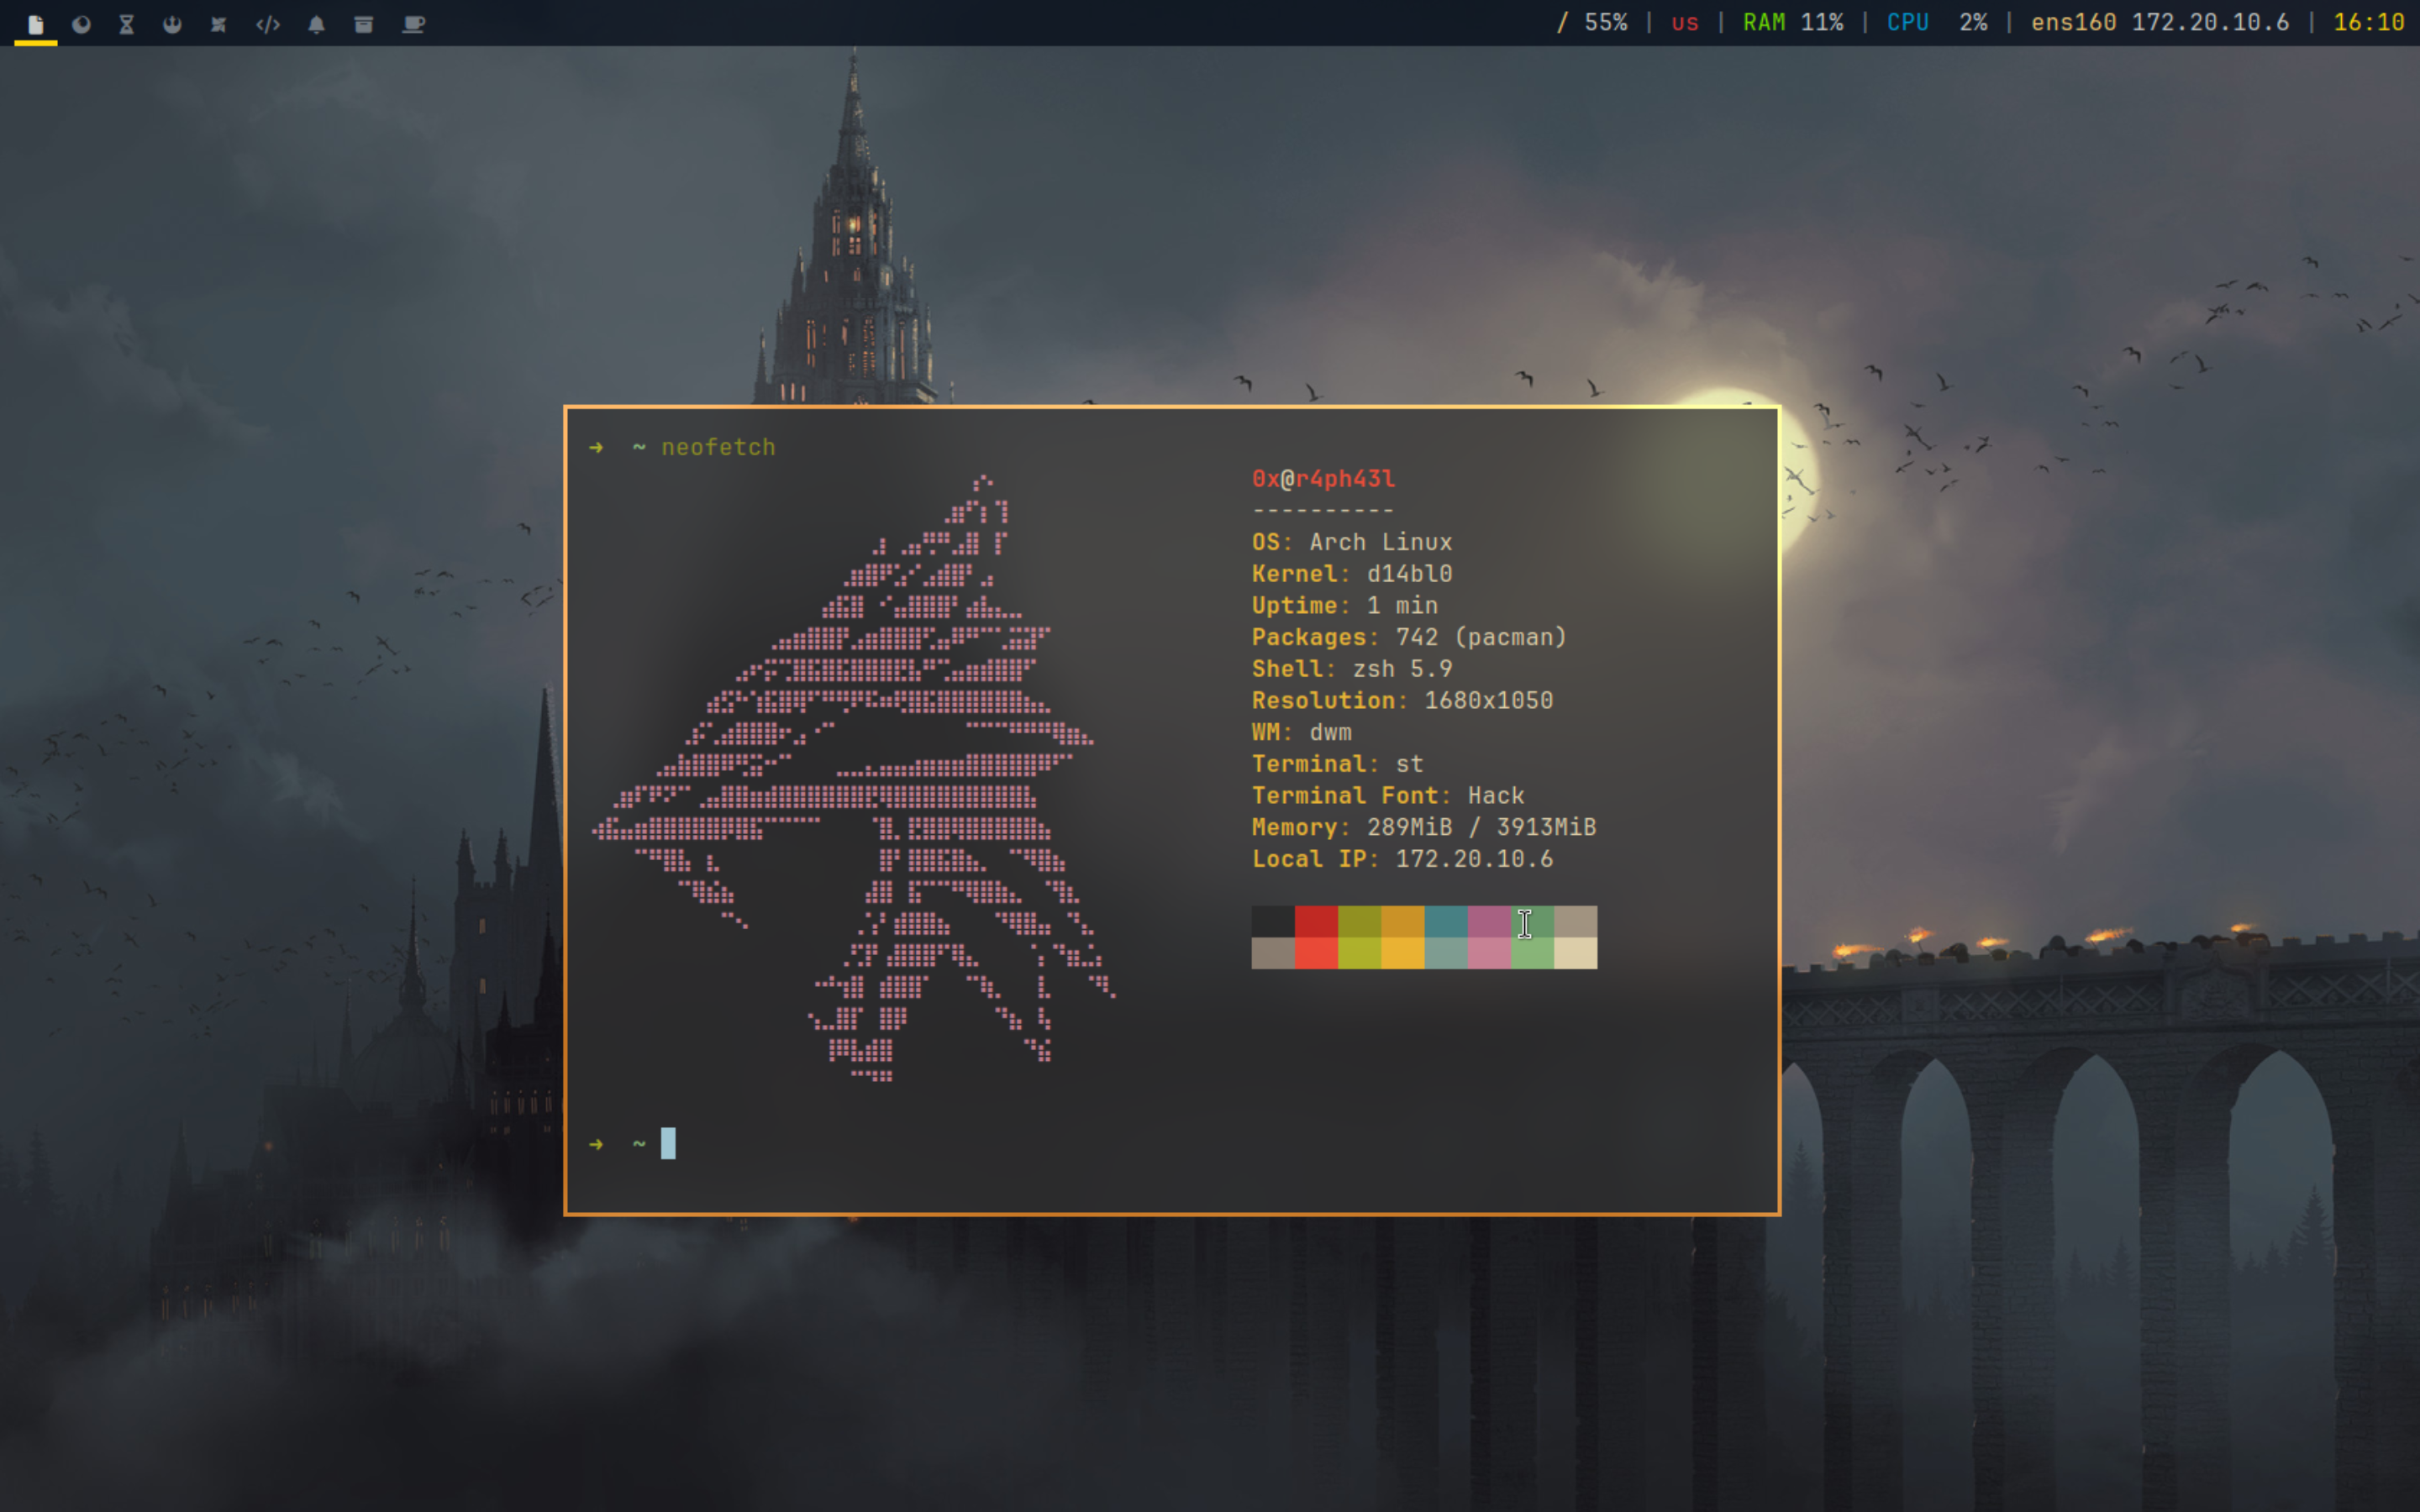 / 55% | us | RAM 11% | CPU 2% | ens160 172.20.10.6 | 16:10
➜ ~ neofetch
0x@r4ph43l
----------
OS: Arch Linux
Kernel: d14bl0
Uptime: 1 min
Packages: 742 (pacman)
Shell: zsh 5.9
Resolution: 1680x1050
WM: dwm
Terminal: st
Terminal Font: Hack
Memory: 289MiB / 3913MiB
Local IP: 172.20.10.6
➜ ~